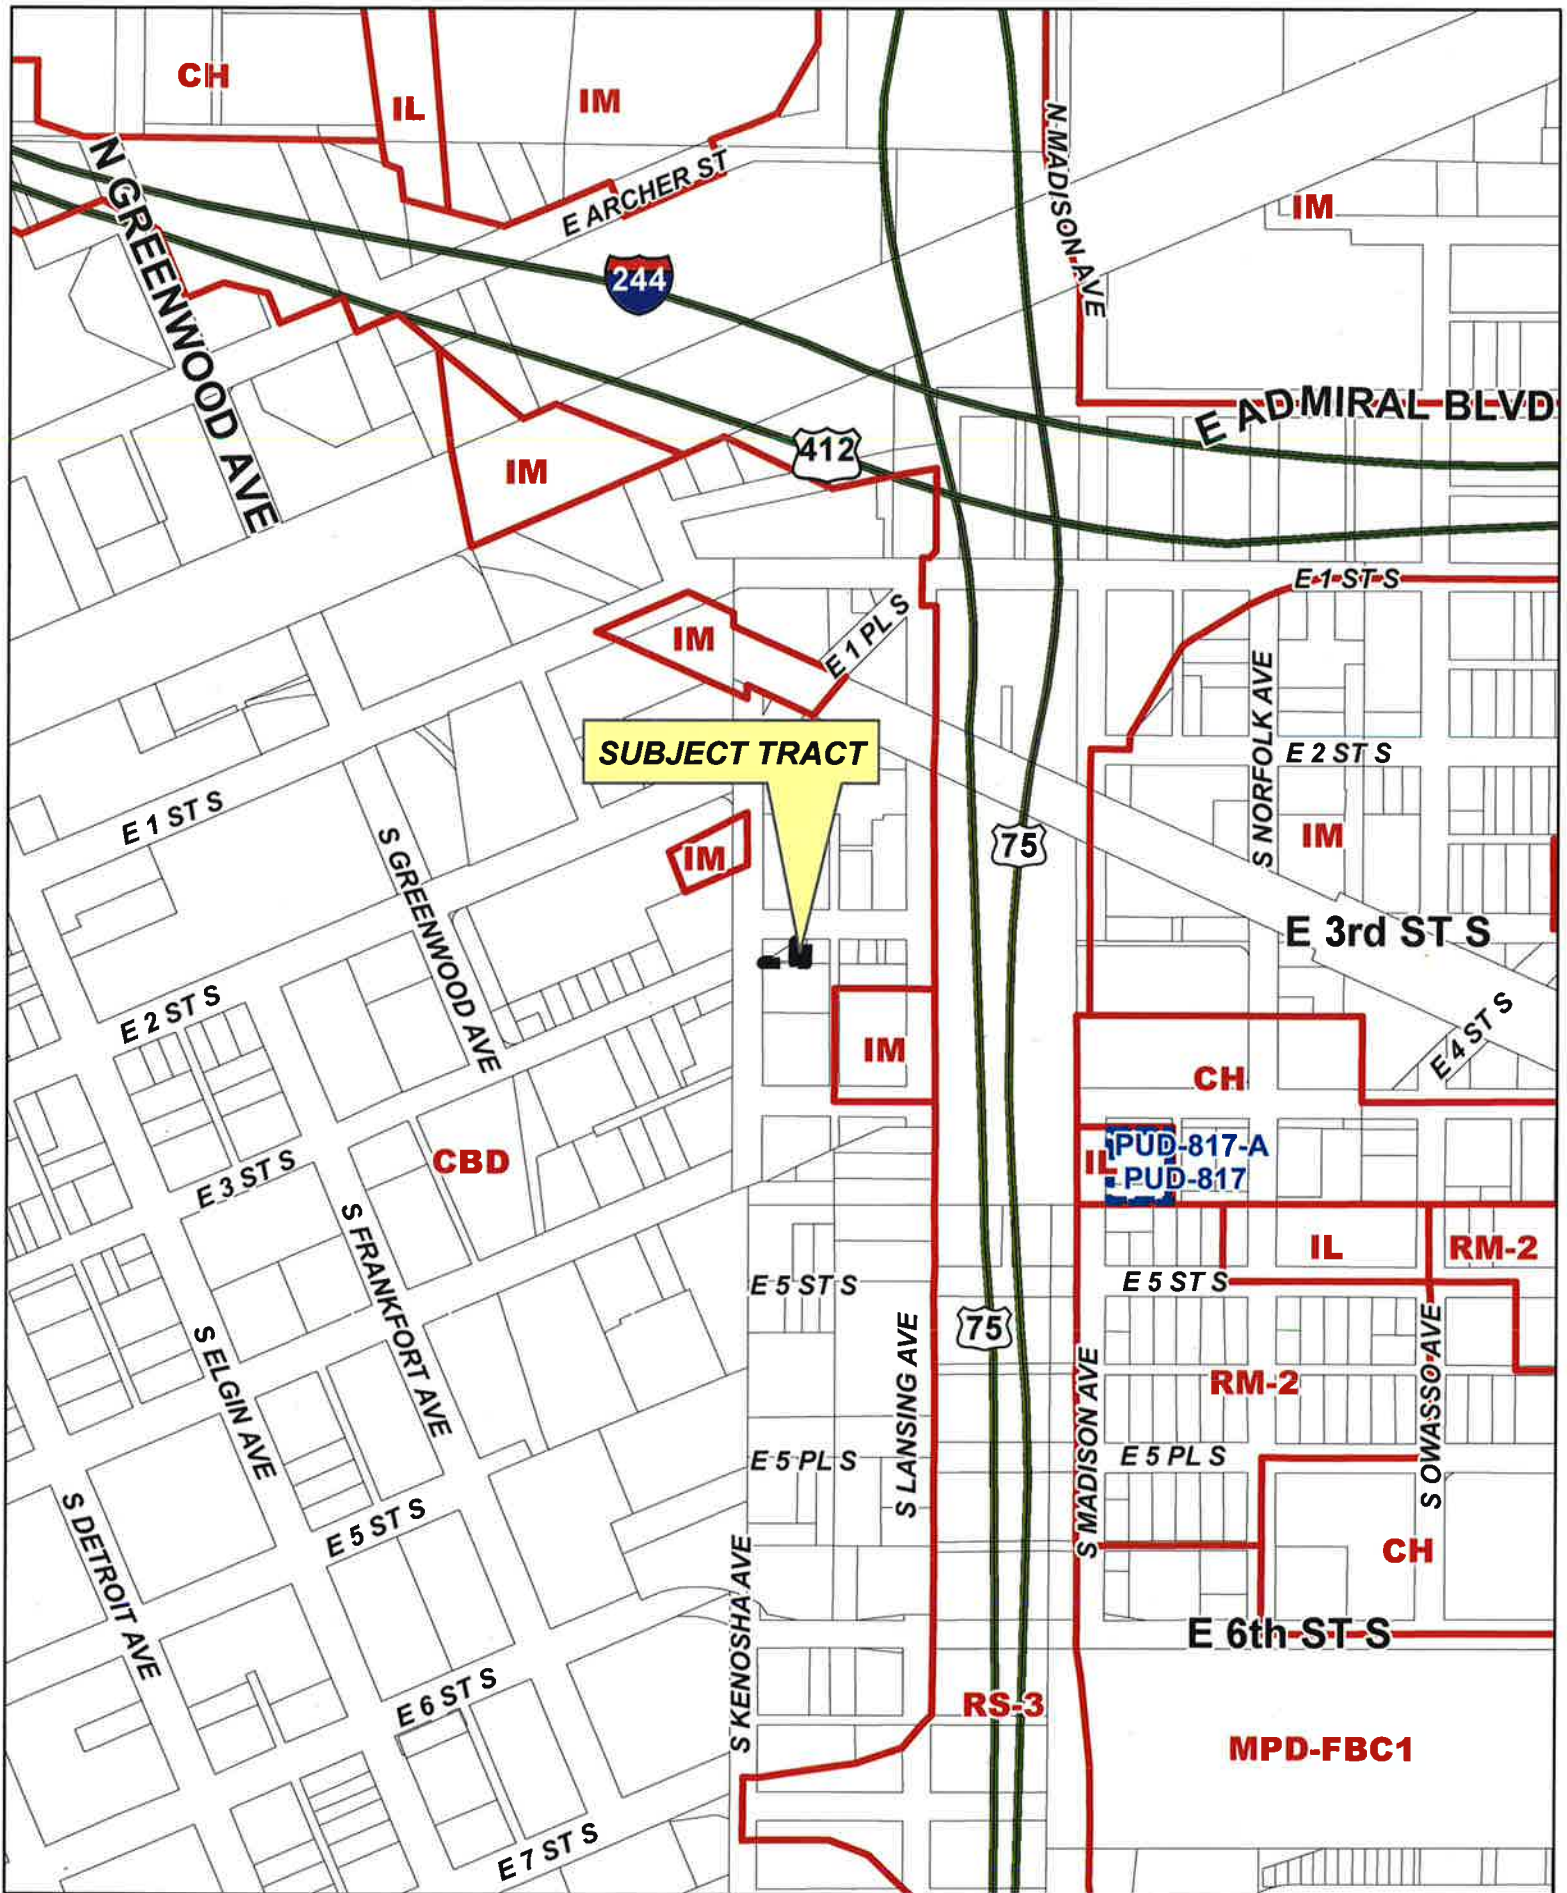 CH
IL
IM
N MADISON AVE
N GREENWOOD AVE
E ARCHER ST
IM
244
E ADMIRAL BLVD
412
IM
E 1 ST S
E 1 PL S
IM
S NORFOLK AVE
SUBJECT TRACT
E 2 ST S
E 1 ST S
75
IM
IM
S GREENWOOD AVE
E 3rd ST S
E 2 ST S
E 4 ST S
IM
CH
CBD
PUD-817-A
IL
PUD-817
E 3 ST S
S FRANKFORT AVE
IL
RM-2
E 5 ST S
E 5 ST S
75
S LANSING AVE
S ELGIN AVE
S MADISON AVE
RM-2
S OWASSO AVE
E 5 PL S
E 5 PL S
S DETROIT AVE
E 5 ST S
CH
S KENOSHA AVE
E 6th ST S
E 6 ST S
RS-3
MPD-FBC1
E 7 ST S